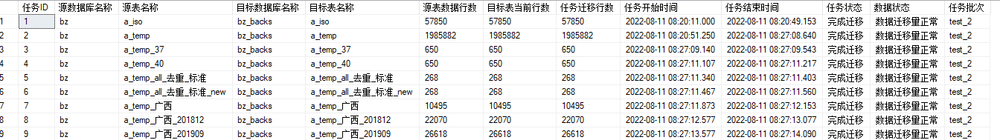 任务ID 源数据库名称 源表名称 目标数据库名称 目标表名称 源表数据行数 目标表当前行数 任务迁移行数 任务开始时间 任务结束时间 任务状态 数据状态 任务批次
1 1 bz a_iso bz_backs a_iso 57850 57850 57850 2022-08-11 08:20:11.000 2022-08-11 08:20:49.153 完成迁移 数据迁移量正常 test_2
2 2 bz a_temp bz_backs a_temp 1985882 1985882 1985882 2022-08-11 08:20:51.250 2022-08-11 08:27:08.640 完成迁移 数据迁移量正常 test_2
3 3 bz a_temp_37 bz_backs a_temp_37 650 650 650 2022-08-11 08:27:09.140 2022-08-11 08:27:09.543 完成迁移 数据迁移量正常 test_2
4 4 bz a_temp_40 bz_backs a_temp_40 650 650 650 2022-08-11 08:27:11.107 2022-08-11 08:27:11.217 完成迁移 数据迁移量正常 test_2
5 5 bz a_temp_all_去重_标准 bz_backs a_temp_all_去重_标准 268 268 268 2022-08-11 08:27:11.340 2022-08-11 08:27:11.403 完成迁移 数据迁移量正常 test_2
6 6 bz a_temp_all_去重_标准_new bz_backs a_temp_all_去重_标准_new 268 268 268 2022-08-11 08:27:11.467 2022-08-11 08:27:11.560 完成迁移 数据迁移量正常 test_2
7 7 bz a_temp_广西 bz_backs a_temp_广西 10495 10495 10495 2022-08-11 08:27:11.873 2022-08-11 08:27:12.153 完成迁移 数据迁移量正常 test_2
8 8 bz a_temp_广西_201812 bz_backs a_temp_广西_201812 22070 22070 22070 2022-08-11 08:27:12.577 2022-08-11 08:27:13.077 完成迁移 数据迁移量正常 test_2
9 9 bz a_temp_广西_201909 bz_backs a_temp_广西_201909 26618 26618 26618 2022-08-11 08:27:13.577 2022-08-11 08:27:14.090 完成迁移 数据迁移量正常 test_2